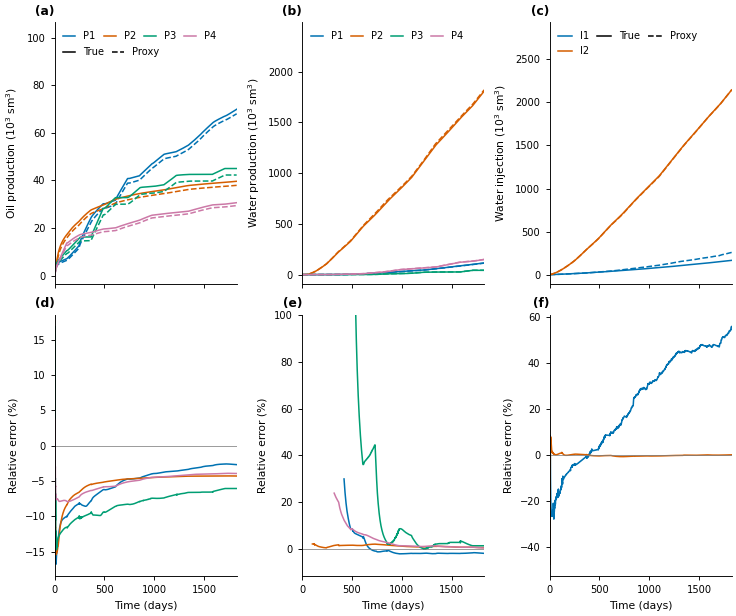 (a)
(b)
(c)
P1 P2 P3 P4
True Proxy
P1 P2 P3 P4
I1 True Proxy
I2
Oil production (10³ sm³)
100
80
60
40
20
0
Water production (10³ sm³)
2000
1500
1000
500
0
Water injection (10³ sm³)
2500
2000
1500
1000
500
0
(d)
(e)
(f)
Relative error (%)
15
10
5
0
−5
−10
−15
0 500 1000 1500
Time (days)
Relative error (%)
100
80
60
40
20
0
0 500 1000 1500
Time (days)
Relative error (%)
60
40
20
0
−20
−40
0 500 1000 1500
Time (days)